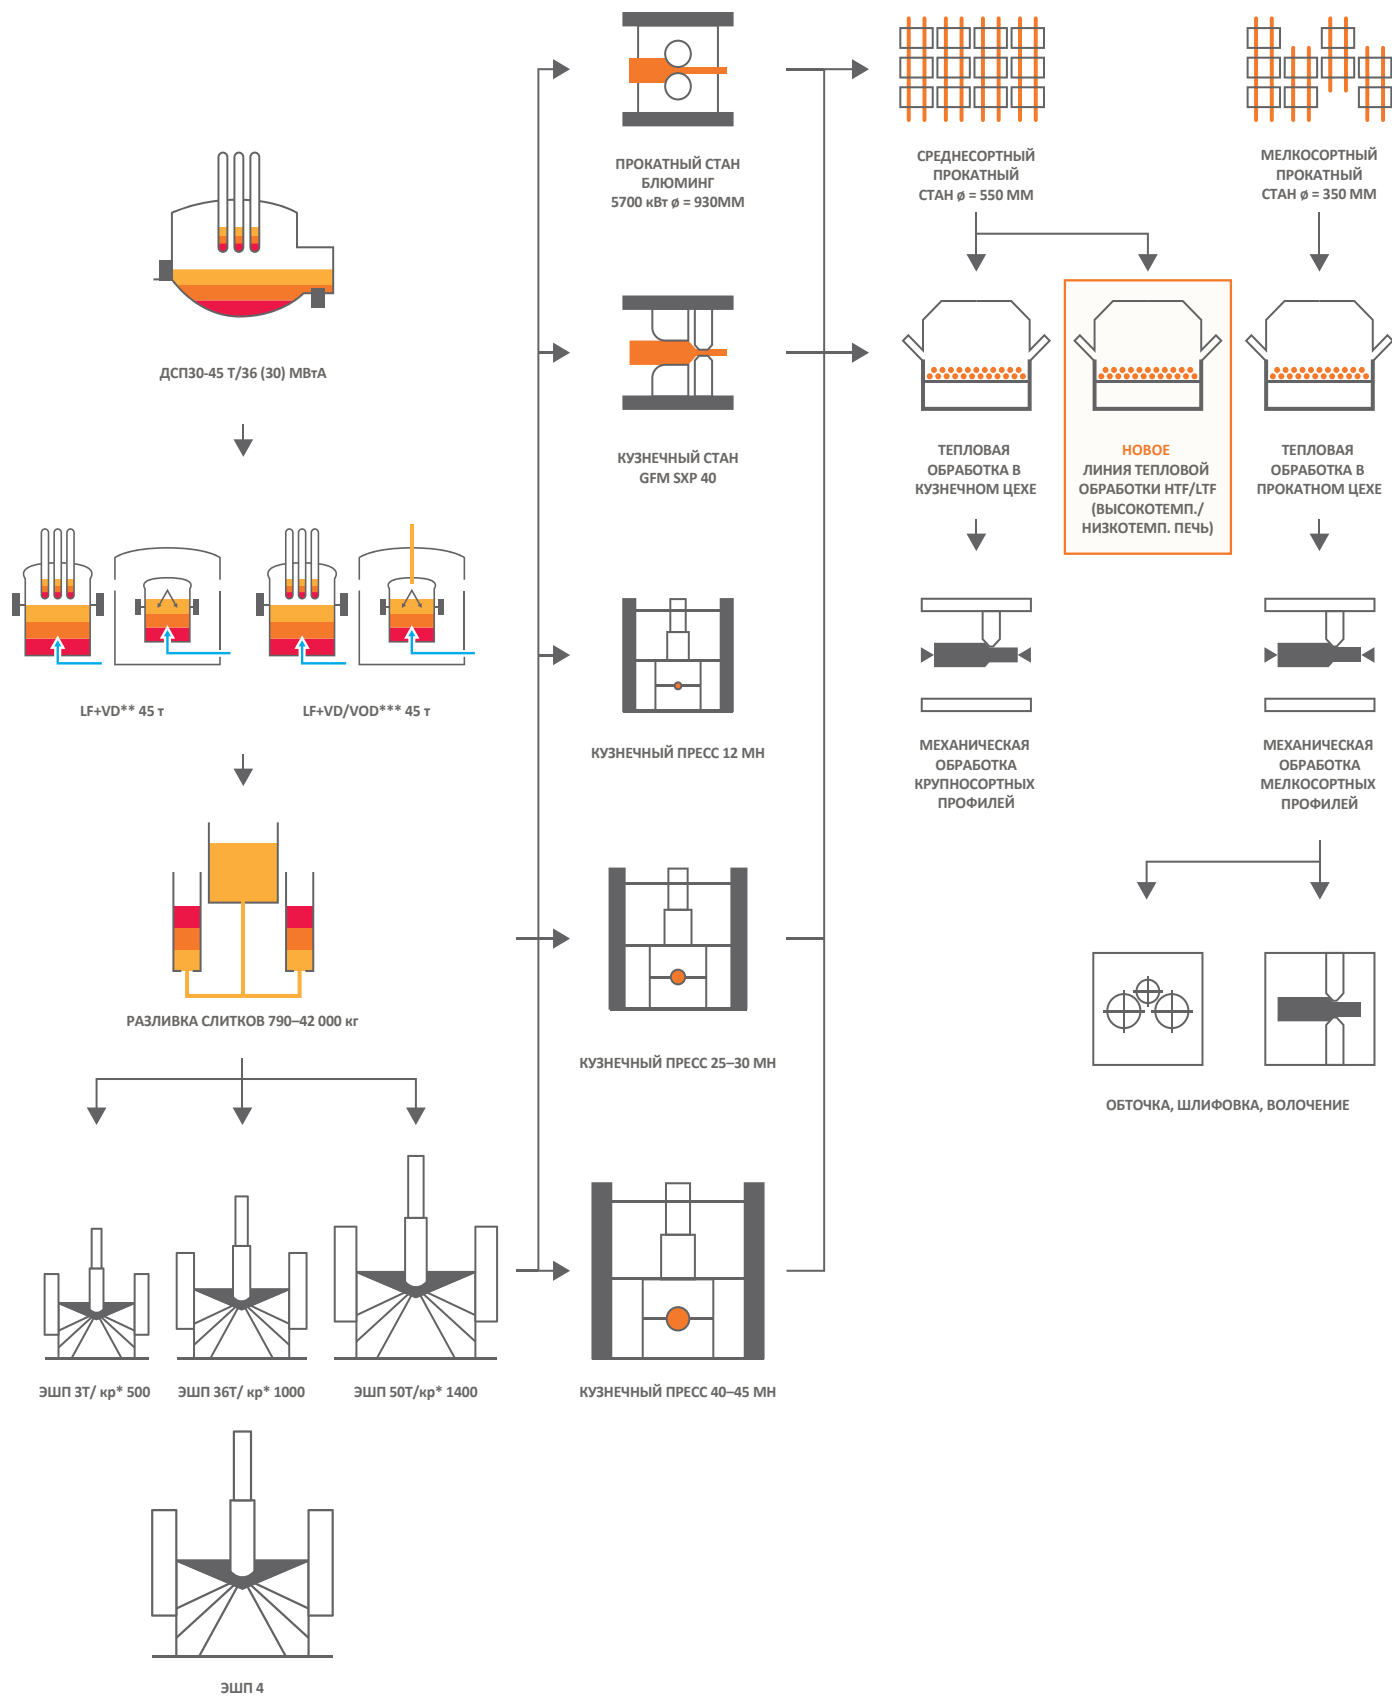 ДСП30-45 Т/36 (30) МВтА
LF+VD** 45 т
LF+VD/VOD*** 45 т
РАЗЛИВКА СЛИТКОВ 790–42 000 кг
ЭШП 3Т/ кр* 500
ЭШП 36Т/ кр* 1000
ЭШП 50Т/кр* 1400
ЭШП 4
ПРОКАТНЫЙ СТАН
БЛЮМИНГ
5700 кВт ø = 930ММ
КУЗНЕЧНЫЙ СТАН
GFM SXP 40
КУЗНЕЧНЫЙ ПРЕСС 12 МН
КУЗНЕЧНЫЙ ПРЕСС 25–30 МН
КУЗНЕЧНЫЙ ПРЕСС 40–45 МН
СРЕДНЕСОРТНЫЙ
ПРОКАТНЫЙ
СТАН ø = 550 ММ
МЕЛКОСОРТНЫЙ
ПРОКАТНЫЙ
СТАН ø = 350 ММ
ТЕПЛОВАЯ
ОБРАБОТКА В
КУЗНЕЧНОМ ЦЕХЕ
НОВОЕ
ЛИНИЯ ТЕПЛОВОЙ
ОБРАБОТКИ HTF/LTF
(ВЫСОКОТЕМП./
НИЗКОТЕМП. ПЕЧЬ)
ТЕПЛОВАЯ
ОБРАБОТКА В
ПРОКАТНОМ ЦЕХЕ
МЕХАНИЧЕСКАЯ
ОБРАБОТКА
КРУПНОСОРТНЫХ
ПРОФИЛЕЙ
МЕХАНИЧЕСКАЯ
ОБРАБОТКА
МЕЛКОСОРТНЫХ
ПРОФИЛЕЙ
ОБТОЧКА, ШЛИФОВКА, ВОЛОЧЕНИЕ